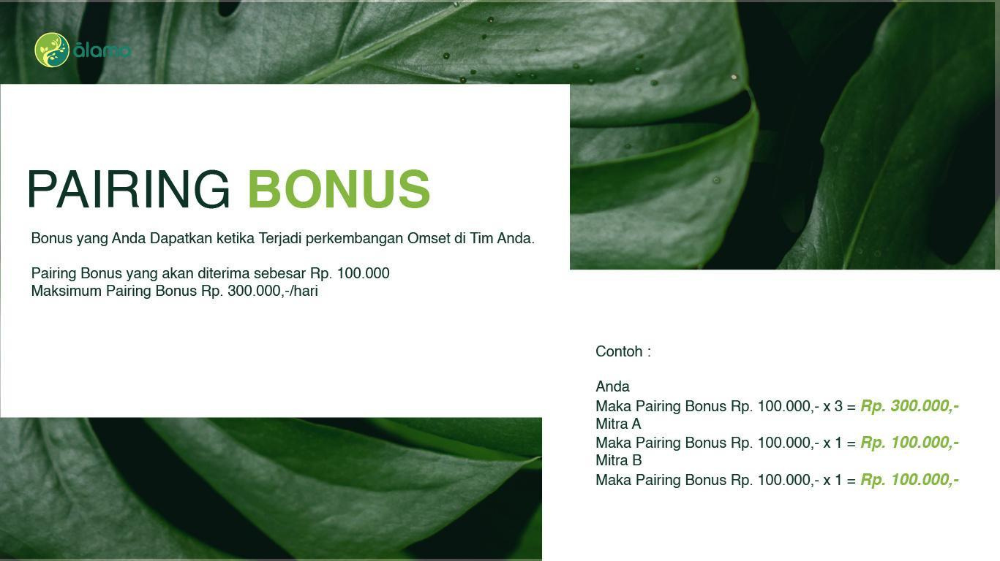 ālamo
PAIRING BONUS
Bonus yang Anda Dapatkan ketika Terjadi perkembangan Omset di Tim Anda.
Pairing Bonus yang akan diterima sebesar Rp. 100.000
Maksimum Pairing Bonus Rp. 300.000,-/hari
Contoh :
Anda
Maka Pairing Bonus Rp. 100.000,- x 3 = Rp. 300.000,-
Mitra A
Maka Pairing Bonus Rp. 100.000,- x 1 = Rp. 100.000,-
Mitra B
Maka Pairing Bonus Rp. 100.000,- x 1 = Rp. 100.000,-